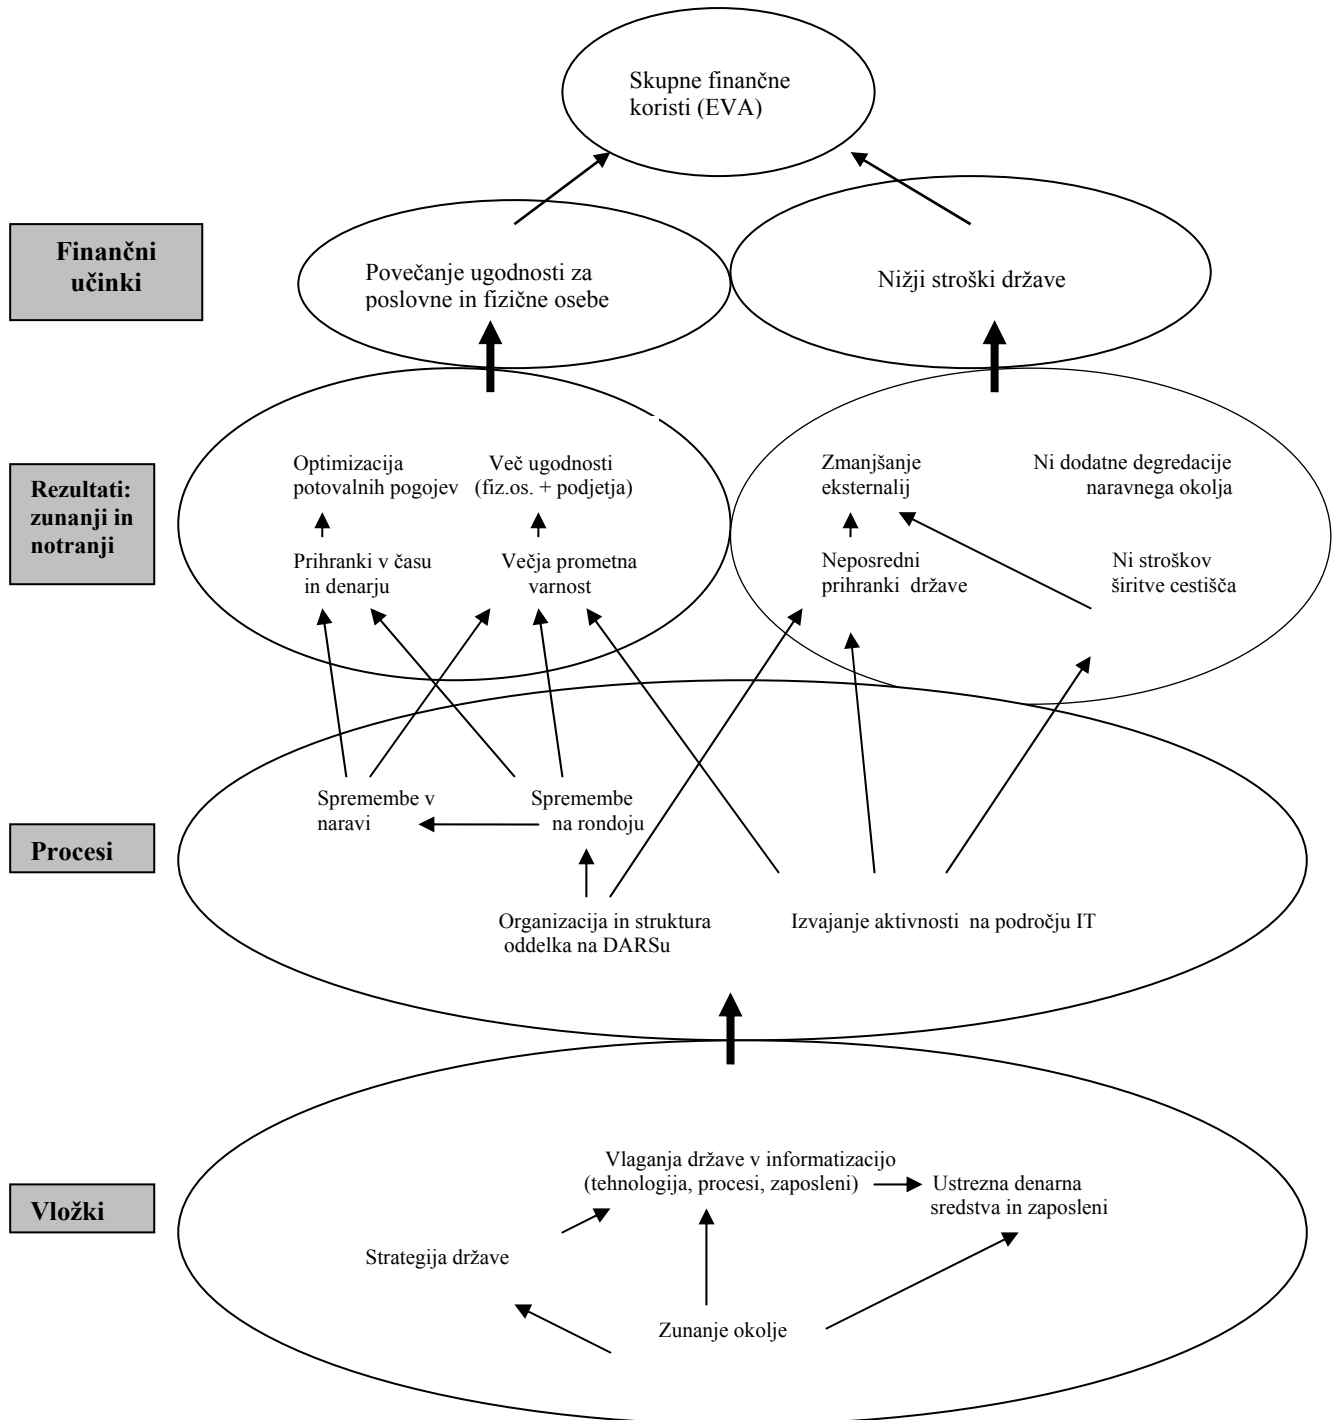 Skupne finančne
koristi (EVA)
Finančni
učinki
Povečanje ugodnosti za
poslovne in fizične osebe
Nižji stroški države
Rezultati:
zunanji in
notranji
Optimizacija
potovalnih pogojev
Več ugodnosti
(fiz.os. + podjetja)
Zmanjšanje
eksternalij
Ni dodatne degredacije
naravnega okolja
Prihranki v času
in denarju
Večja prometna
varnost
Neposredni
prihranki države
Ni stroškov
širitve cestišča
Procesi
Spremembe v
naravi
Spremembe
na rondoju
Organizacija in struktura
oddelka na DARSu
Izvajanje aktivnosti na področju IT
Vložki
Vlaganja države v informatizacijo
(tehnologija, procesi, zaposleni)
Ustrezna denarna
sredstva in zaposleni
Strategija države
Zunanje okolje